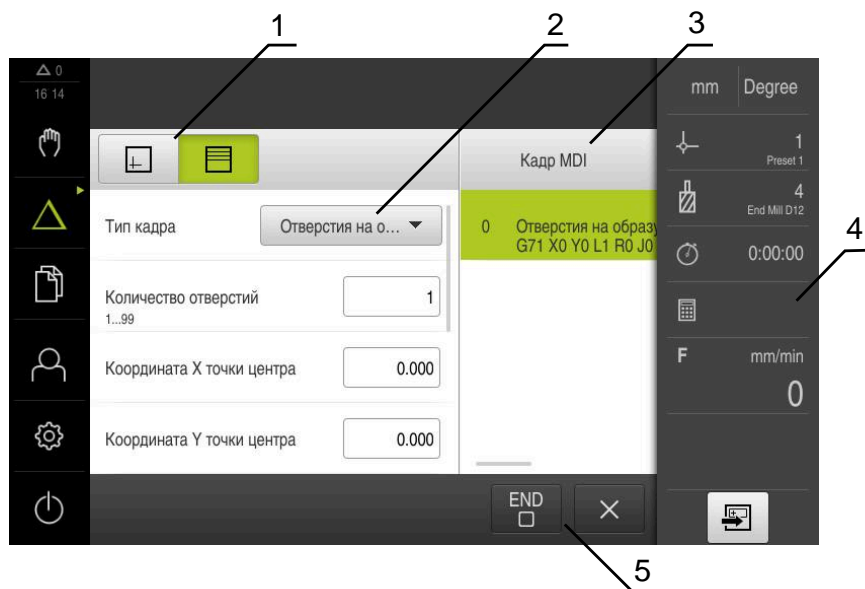 1
2
3
0
16 14
mm Degree
1
Preset 1
Кадр MDI
4
End Mill D12
4
Тип кадра
Отверстия на о...
0 Отверстия на образу
G71 X0 Y0 L1 R0 J0
0:00:00
Количество отверстий
1...99
1
Координата X точки центра
0.000
F mm/min
0
Координата Y точки центра
0.000
END
5